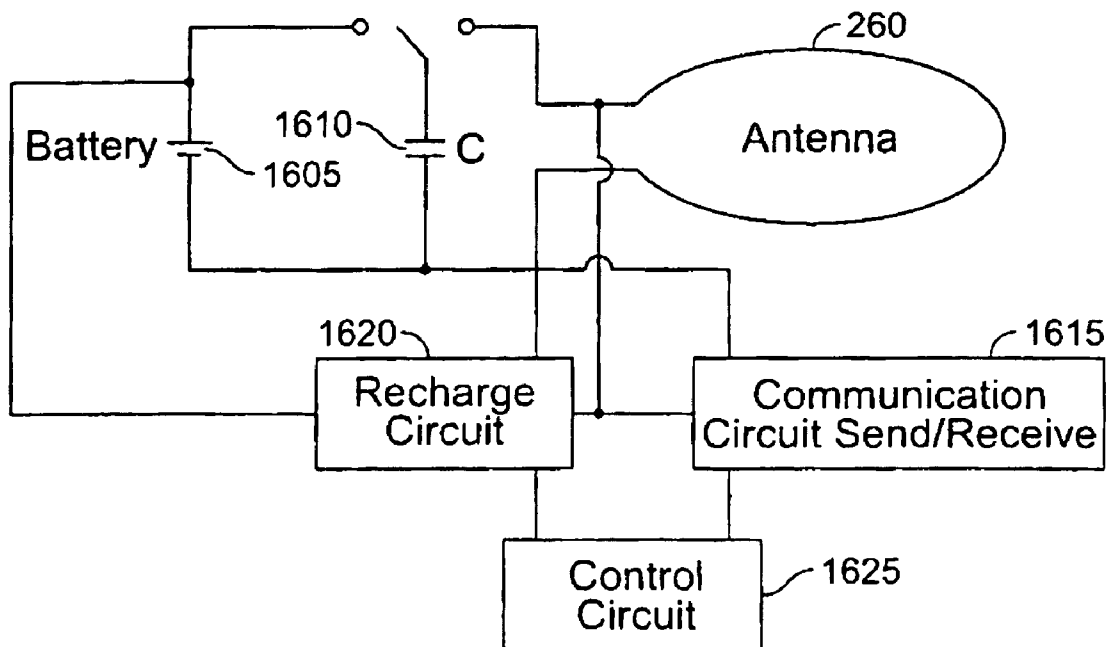 260
Antenna
1610
C
Battery
1605
1620
1615
Recharge
Circuit
Communication
Circuit Send/Receive
Control
Circuit
1625